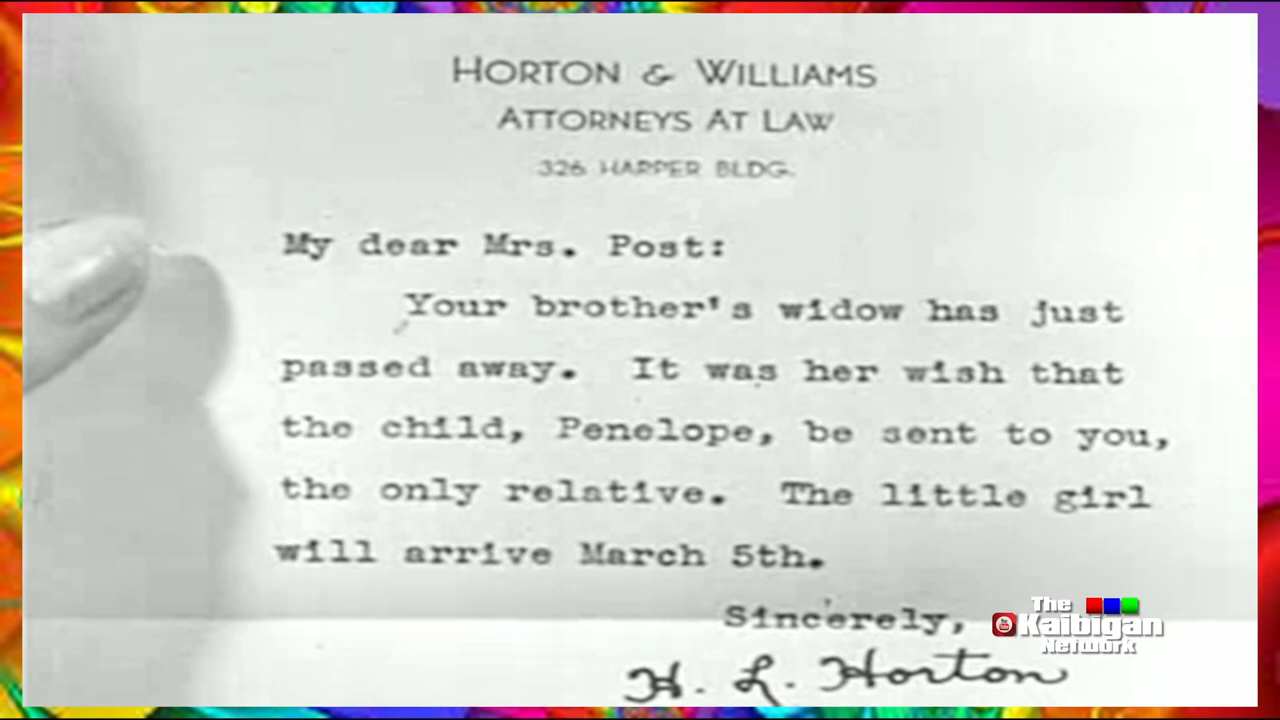 HORTON & WILLIAMS
ATTORNEYS AT LAW
326 HARPER BLDG.
My dear Mrs. Post:
Your brother's widow has just
passed away. It was her wish that
the child, Penelope, be sent to you,
the only relative. The little girl
will arrive March 5th.
Sincerely,
H. L. Horton
The
Kaibigan
Network